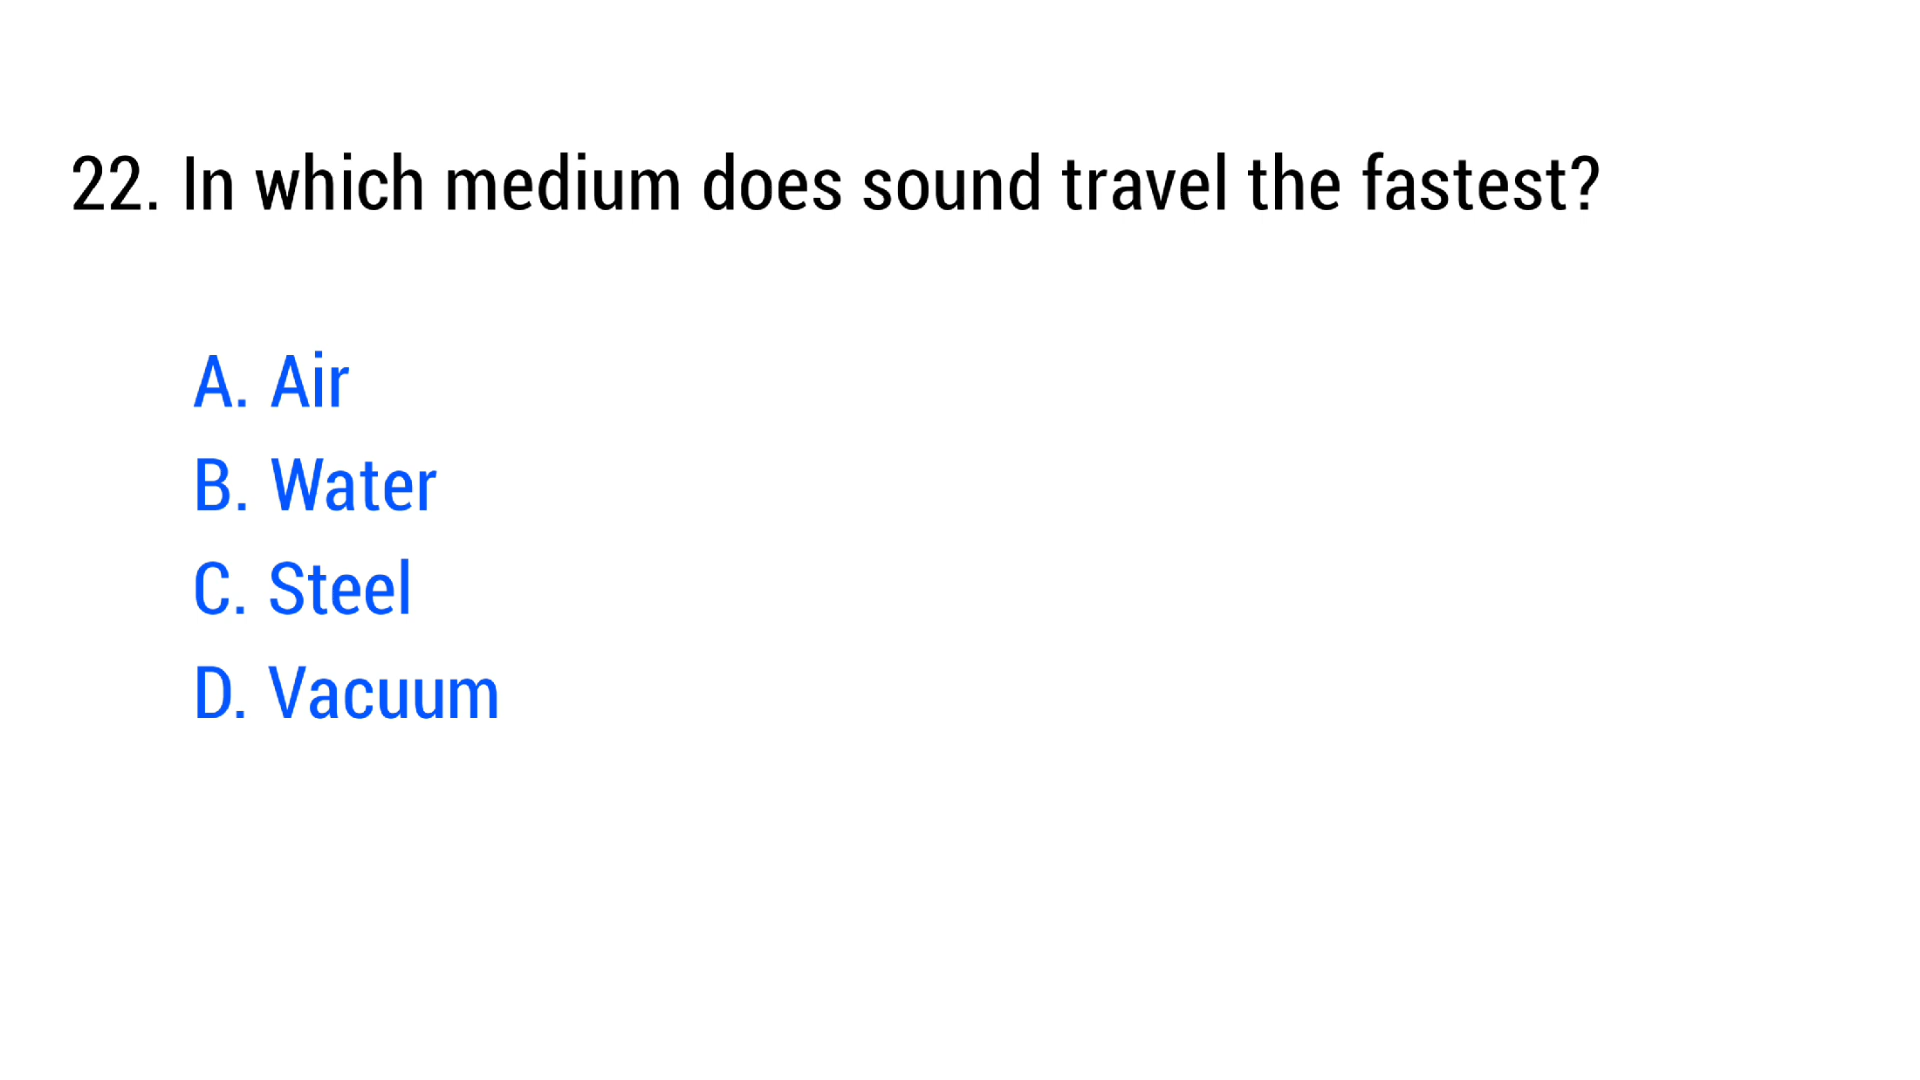 22. In which medium does sound travel the fastest?
A. Air
B. Water
C. Steel
D. Vacuum